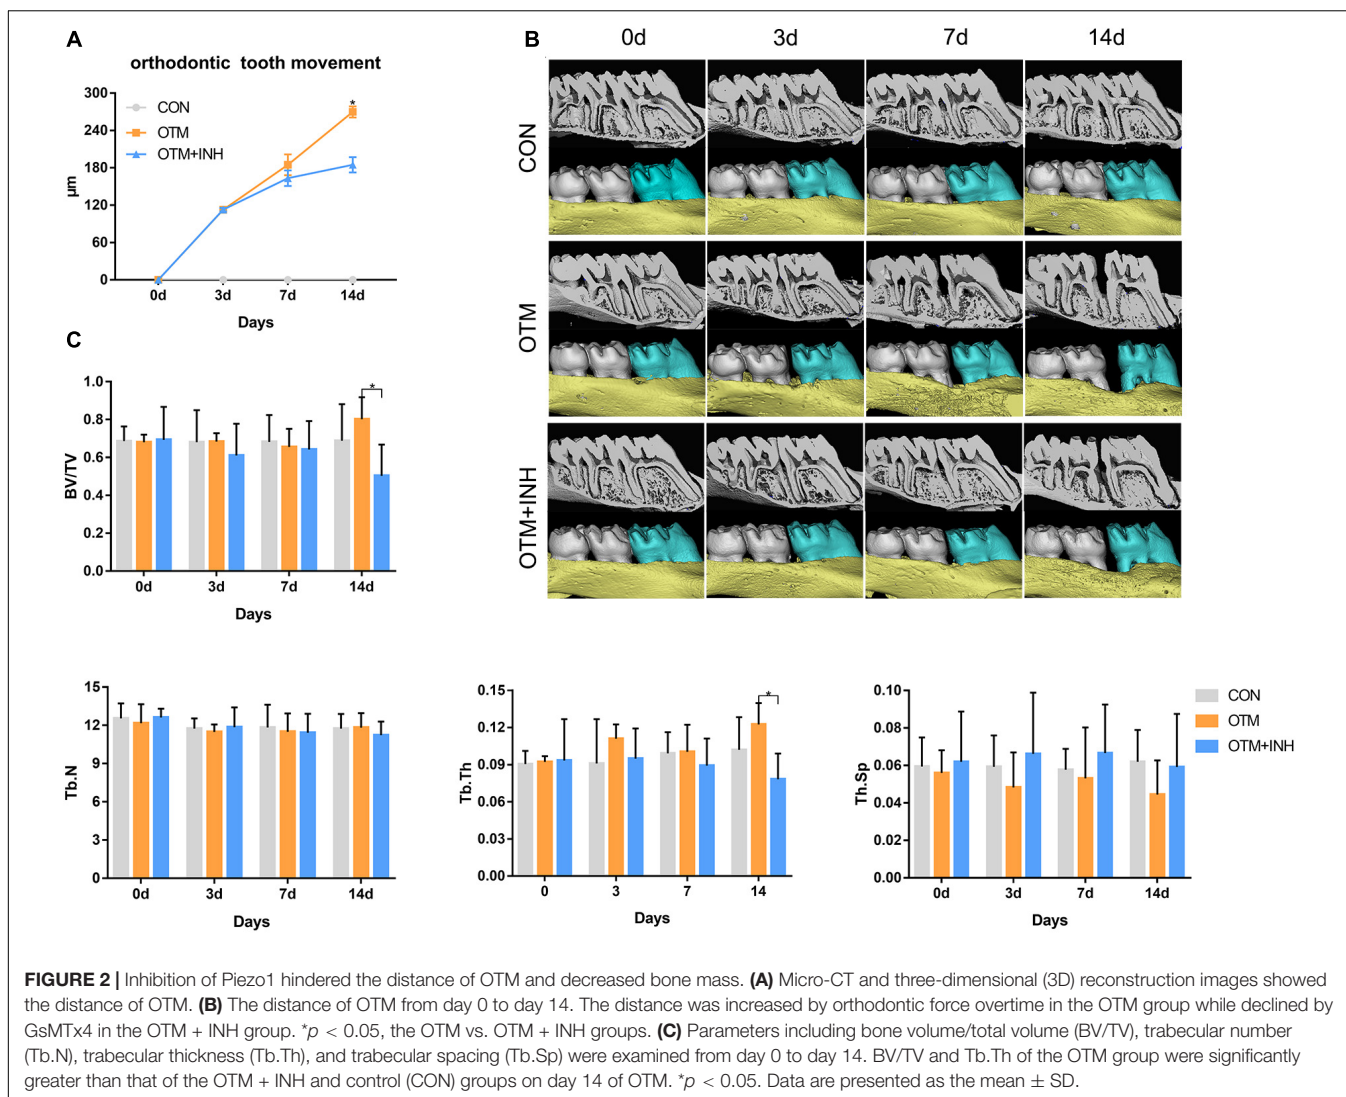 A
orthodontic tooth movement
300
240
180
120
60
0
µm
CON
OTM
OTM+INH
*
0d
3d
7d
14d
Days
B
0d
3d
7d
14d
CON
OTM
OTM+INH
C
1.0
0.8
0.6
0.4
0.2
0.0
BV/TV
*
0d
3d
7d
14d
Days
15
12
9
6
3
0
Tb.N
0d
3d
7d
14d
Days
0.15
0.12
0.09
0.06
0.03
0.00
Tb.Th
*
0
3
7
14
Days
0.10
0.08
0.06
0.04
0.02
0.00
Th.Sp
0d
3d
7d
14d
Days
CON
OTM
OTM+INH
FIGURE 2 | Inhibition of Piezo1 hindered the distance of OTM and decreased bone mass. (A) Micro-CT and three-dimensional (3D) reconstruction images showed
the distance of OTM. (B) The distance of OTM from day 0 to day 14. The distance was increased by orthodontic force overtime in the OTM group while declined by
GsMTx4 in the OTM + INH group. *p < 0.05, the OTM vs. OTM + INH groups. (C) Parameters including bone volume/total volume (BV/TV), trabecular number
(Tb.N), trabecular thickness (Tb.Th), and trabecular spacing (Tb.Sp) were examined from day 0 to day 14. BV/TV and Tb.Th of the OTM group were significantly
greater than that of the OTM + INH and control (CON) groups on day 14 of OTM. *p < 0.05. Data are presented as the mean ± SD.